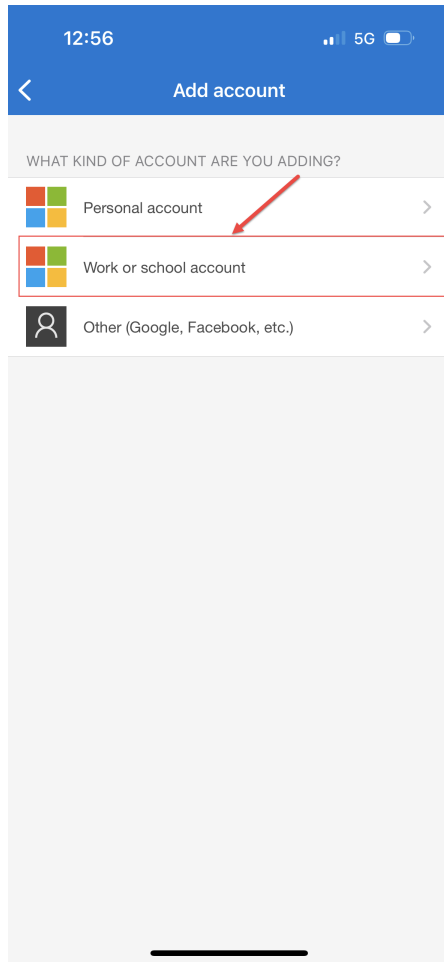 12:56
5G
Add account
WHAT KIND OF ACCOUNT ARE YOU ADDING?
Personal account
Work or school account
Other (Google, Facebook, etc.)